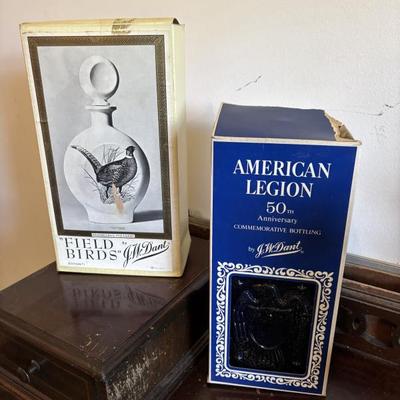 "FIELD
BIRDS"
by
J.W. Dant
AMERICAN
LEGION
50TH
Anniversary
COMMEMORATIVE BOTTLING
by J.W. Dant